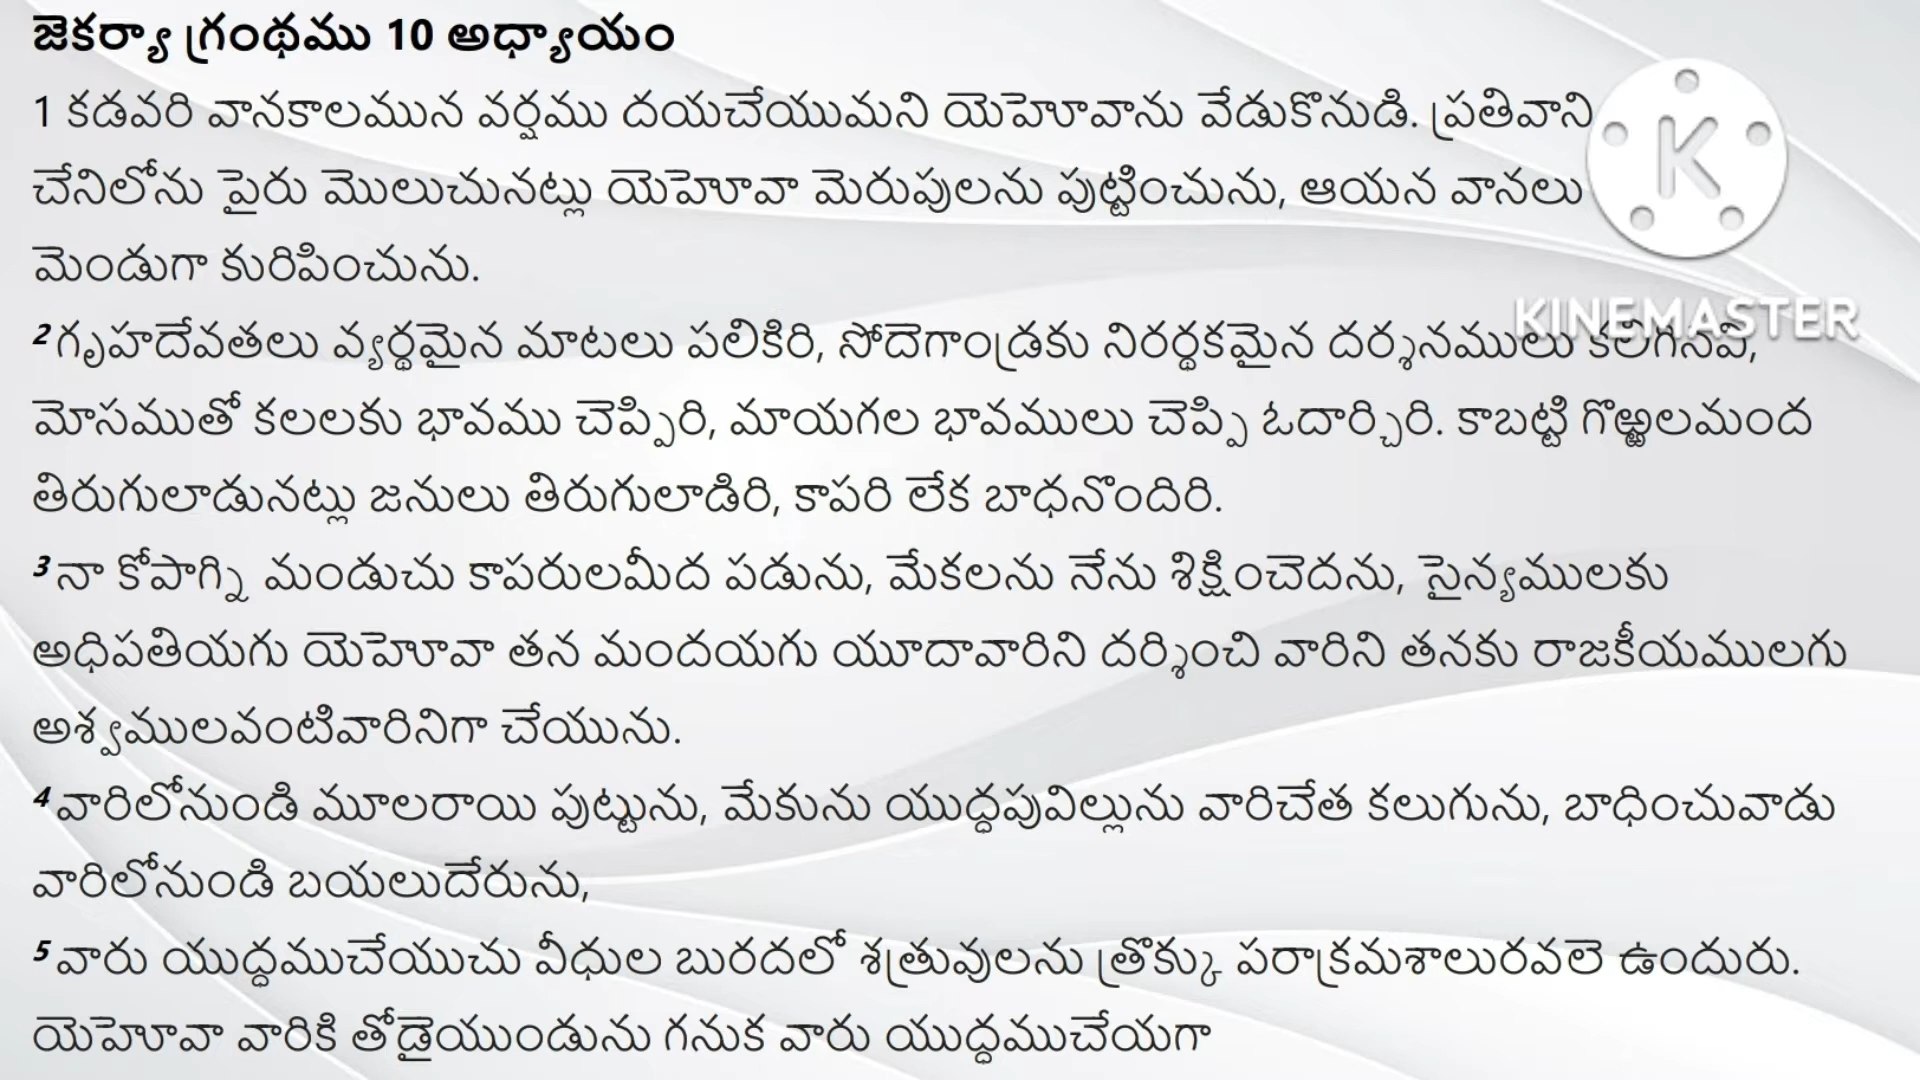 జెకర్యా గ్రంథము 10 అధ్యాయం
1 కడవరి వానకాలమున వర్షము దయచేయుమని యెహోవాను వేడుకొనుడి. ప్రతివాని
చేనిలోను పైరు మొలుచునట్లు యెహోవా మెరుపులను పుట్టించును, ఆయన వానలు
మెండుగా కురిపించును.
K
KINEMASTER
2 గృహదేవతలు వ్యర్థమైన మాటలు పలికిరి, సోదెగాండ్రకు నిరర్థకమైన దర్శనములు కలిగినవి,
మోసముతో కలలకు భావము చెప్పిరి, మాయగల భావములు చెప్పి ఓదార్చిరి. కాబట్టి గొఱ్ఱలమంద
తిరుగులాడునట్లు జనులు తిరుగులాడిరి, కాపరి లేక బాధనొందిరి.
3 నా కోపాగ్ని మండుచు కాపరులమీద పడును, మేకలను నేను శిక్షించెదను, సైన్యములకు
అధిపతియగు యెహోవా తన మందయగు యూదావారిని దర్శించి వారిని తనకు రాజకీయములగు
అశ్వములవంటివారినిగా చేయును.
4 వారిలోనుండి మూలరాయి పుట్టును, మేకును యుద్ధపువిల్లును వారిచేత కలుగును, బాధించువాడు
వారిలోనుండి బయలుదేరును,
5 వారు యుద్ధముచేయుచు వీధుల బురదలో శత్రువులను త్రొక్కు పరాక్రమశాలురవలె ఉందురు.
యెహోవా వారికి తోడైయుండును గనుక వారు యుద్ధముచేయగా